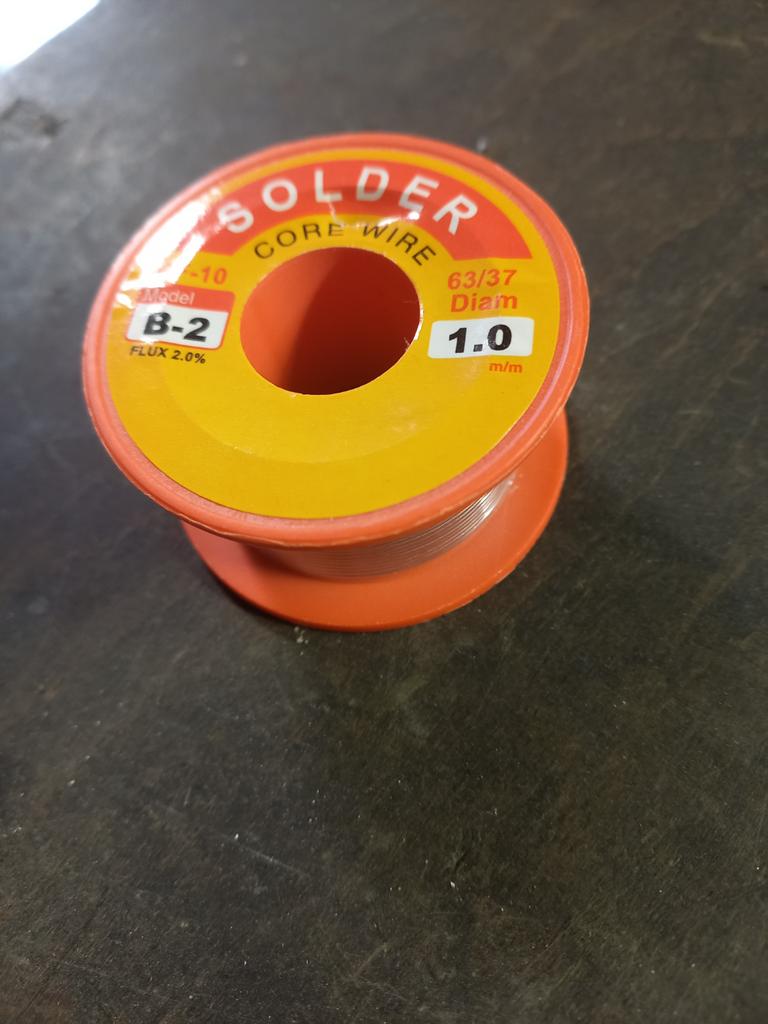 SOLDER
CORE WIRE
-10
63/37
Model
Diam
B-2
1.0
FLUX 2.0%
m/m